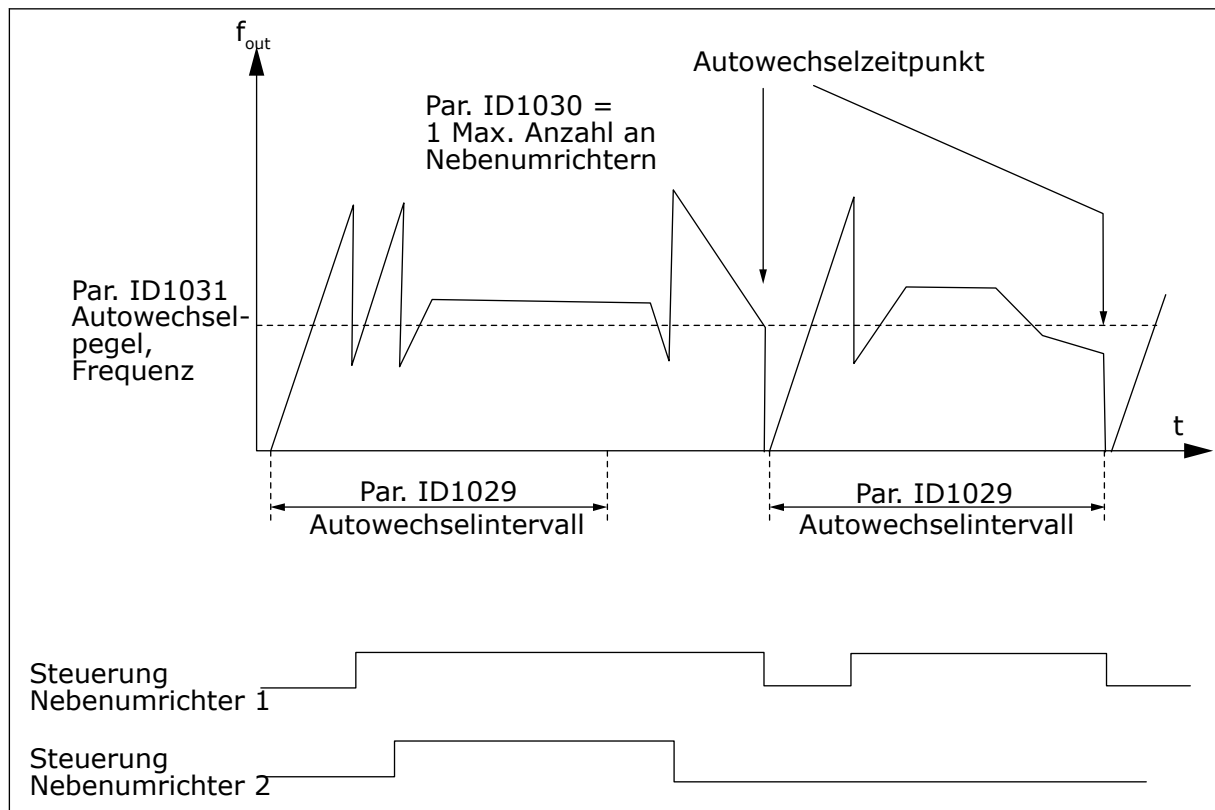 f_out
Autowechselzeitpunkt
Par. ID1030 =
1 Max. Anzahl an
Nebenumrichtern
Par. ID1031
Autowechsel-
pegel,
Frequenz
t
Par. ID1029
Autowechselintervall
Par. ID1029
Autowechselintervall
Steuerung
Nebenumrichter 1
Steuerung
Nebenumrichter 2